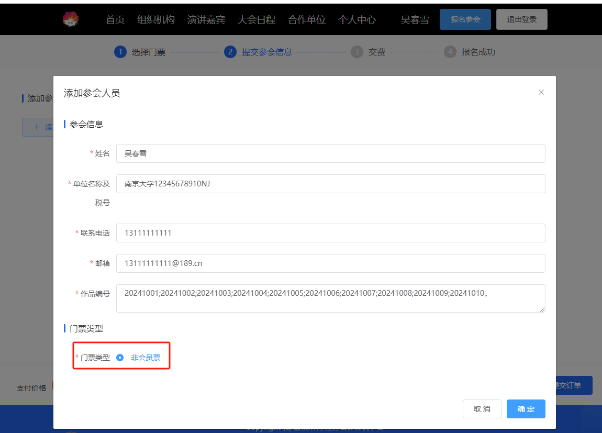 首页 组织机构 演讲嘉宾 大会日程 合作单位 个人中心 吴春雪 报名参会 退出登录
1 选择门票 2 提交参会信息 3 交费 4 报名成功
添加参
添加参会人员 ×
参会信息
* 姓名 吴春雪
* 单位名称及 南京大学12345678910NJ
税号
* 联系电话 13111111111
* 邮箱 13111111111@189.cn
* 作品编号 20241001;20241002;20241003;20241004;20241005;20241006;20241007;20241008;20241009;20241010。
门票类型
* 门票类型 非会员票
支付价格 提交订单
取消 确定